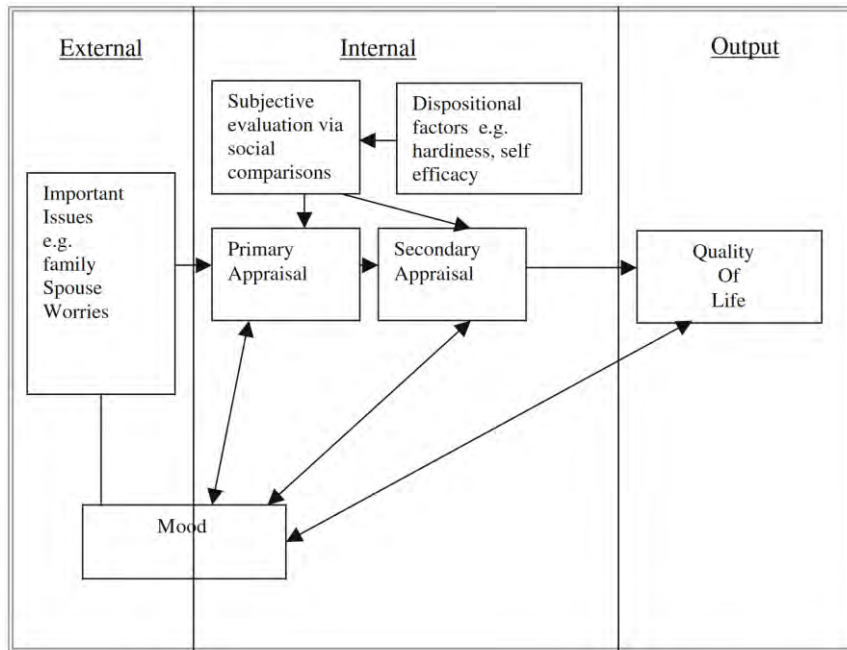 External
Internal
Output
Subjective
evaluation via
social
comparisons
Dispositional
factors e.g.
hardiness, self
efficacy
Important
Issues
e.g.
family
Spouse
Worries
Primary
Appraisal
Secondary
Appraisal
Quality
Of
Life
Mood